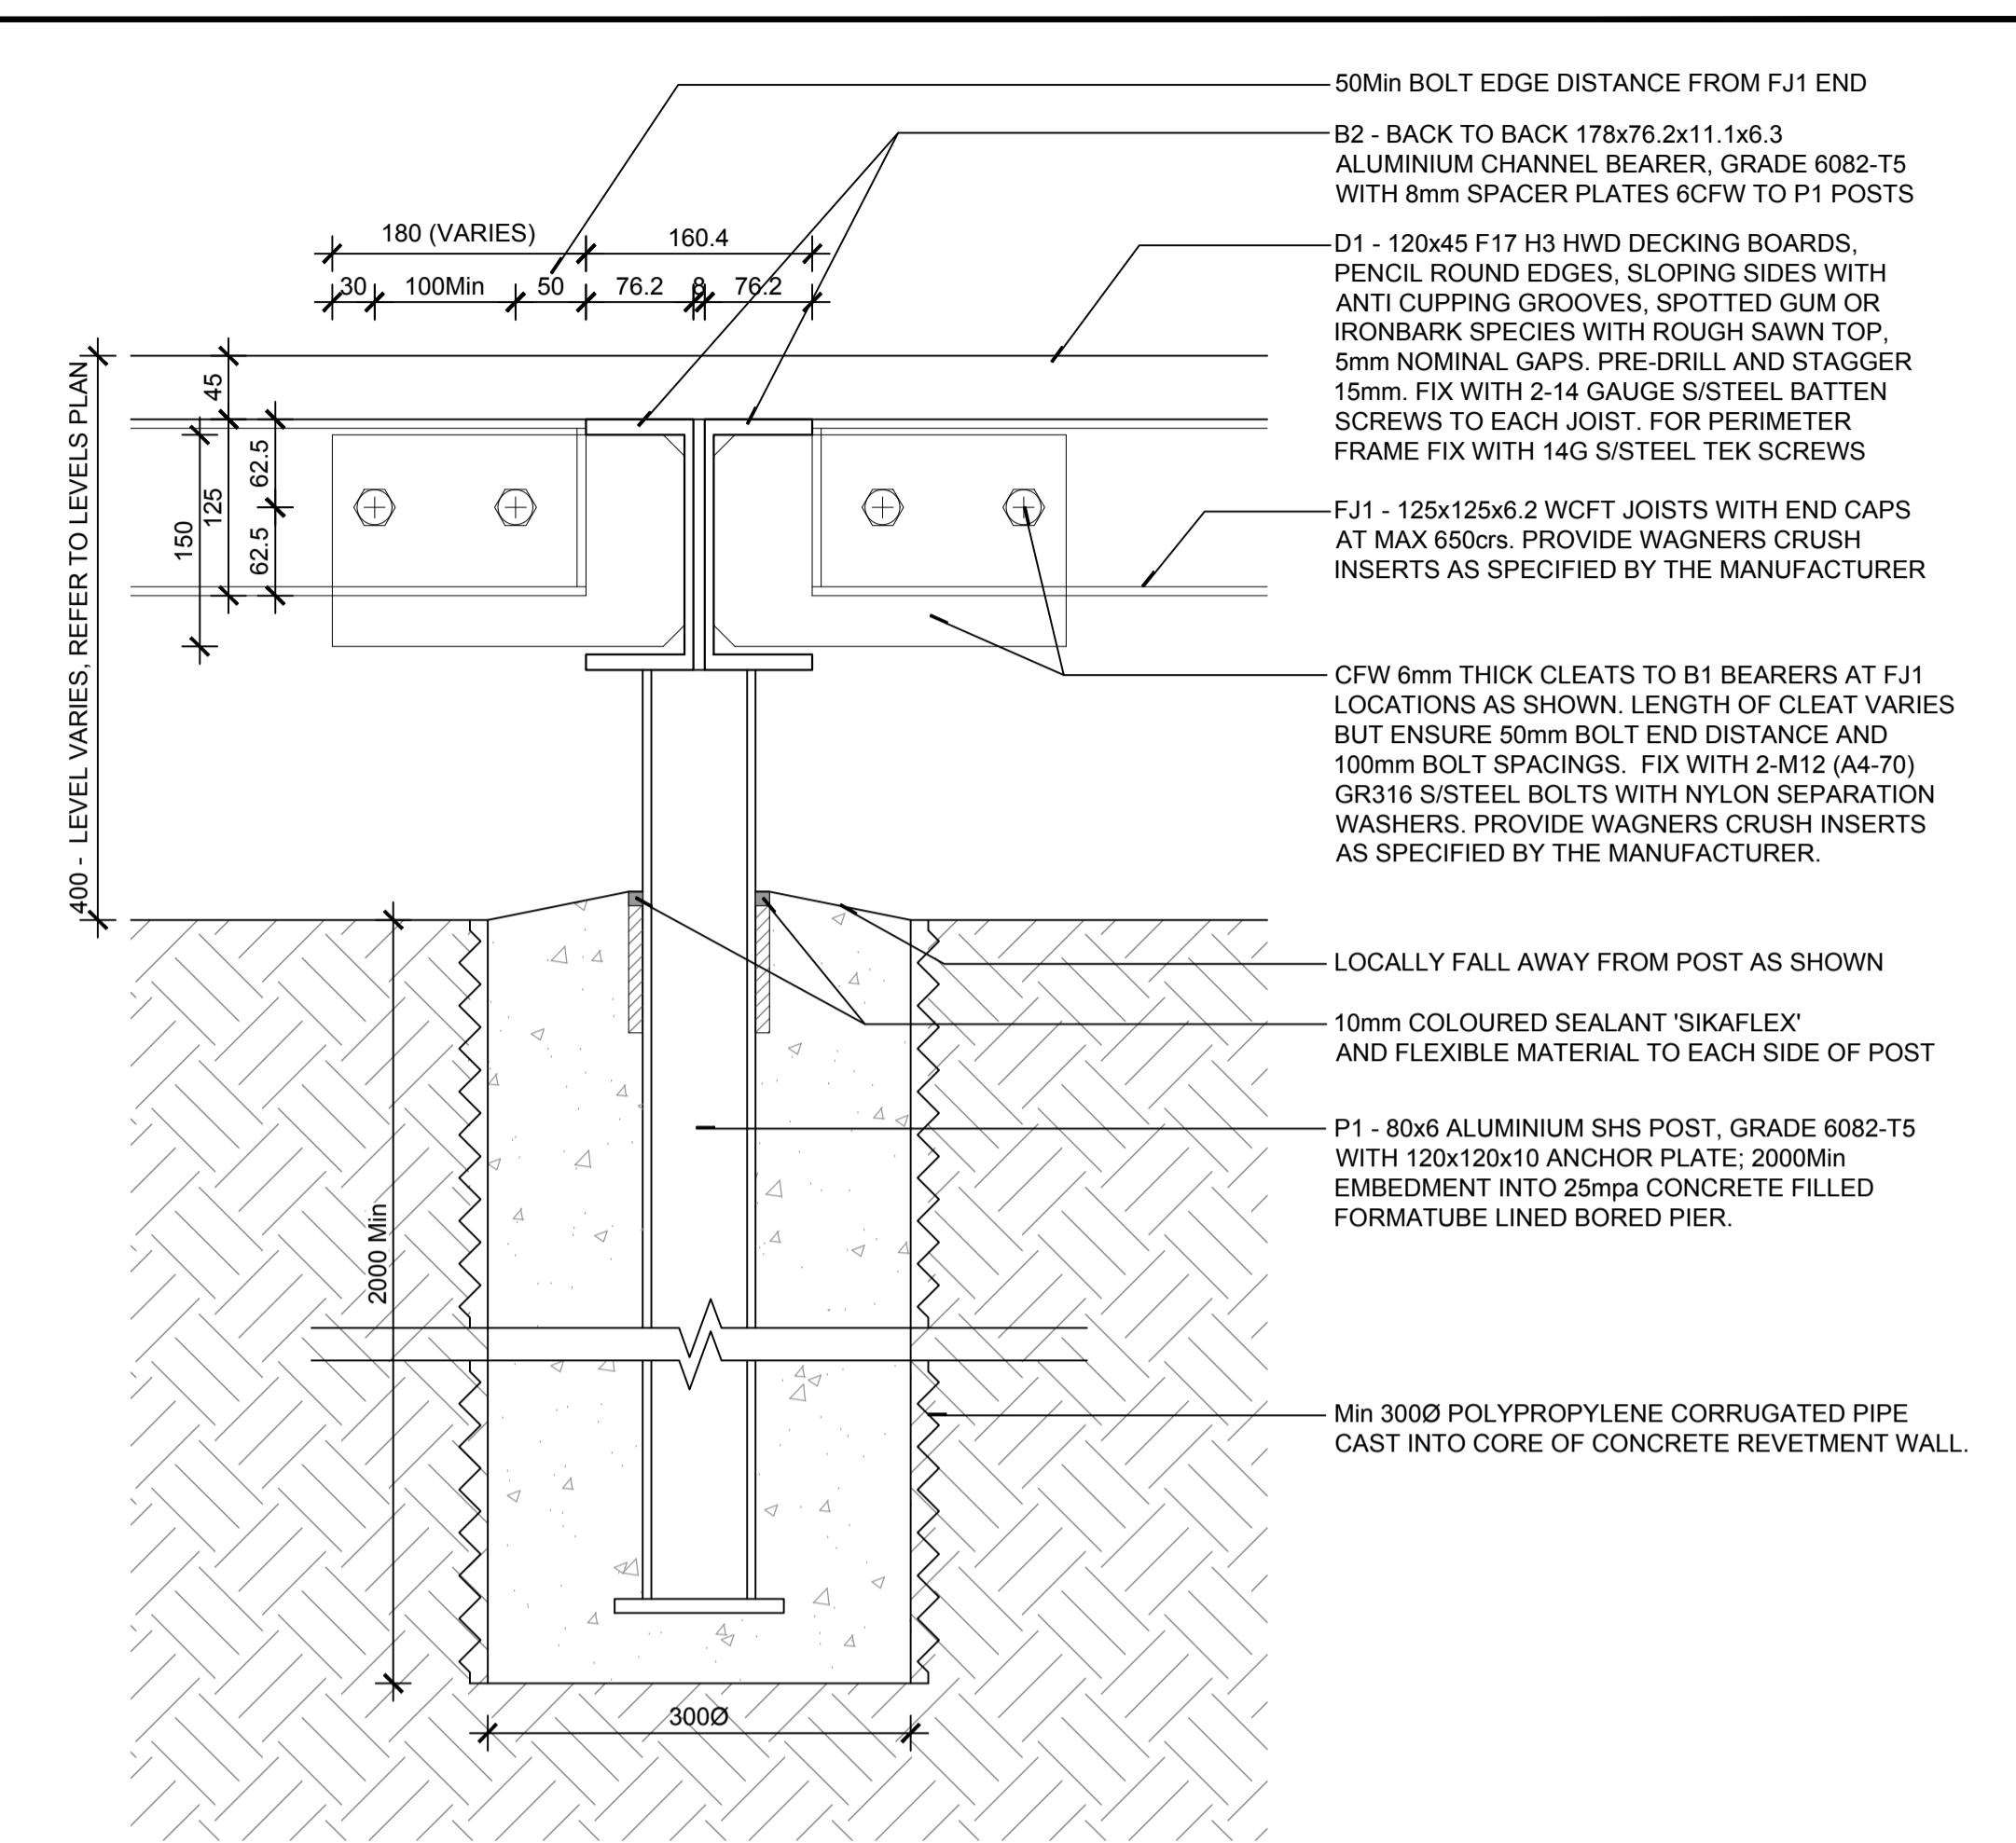 50Min BOLT EDGE DISTANCE FROM FJ1 END
B2 - BACK TO BACK 178x76.2x11.1x6.3
ALUMINIUM CHANNEL BEARER, GRADE 6082-T5
WITH 8mm SPACER PLATES 6CFW TO P1 POSTS
180 (VARIES)
160.4
30
100Min
50
76.2
8
76.2
D1 - 120x45 F17 H3 HWD DECKING BOARDS,
PENCIL ROUND EDGES, SLOPING SIDES WITH
ANTI CUPPING GROOVES, SPOTTED GUM OR
IRONBARK SPECIES WITH ROUGH SAWN TOP,
5mm NOMINAL GAPS. PRE-DRILL AND STAGGER
15mm. FIX WITH 2-14 GAUGE S/STEEL BATTEN
SCREWS TO EACH JOIST. FOR PERIMETER
FRAME FIX WITH 14G S/STEEL TEK SCREWS
400 - LEVEL VARIES, REFER TO LEVELS PLAN
45
150
125
62.5
62.5
FJ1 - 125x125x6.2 WCFT JOISTS WITH END CAPS
AT MAX 650crs. PROVIDE WAGNERS CRUSH
INSERTS AS SPECIFIED BY THE MANUFACTURER
CFW 6mm THICK CLEATS TO B1 BEARERS AT FJ1
LOCATIONS AS SHOWN. LENGTH OF CLEAT VARIES
BUT ENSURE 50mm BOLT END DISTANCE AND
100mm BOLT SPACINGS. FIX WITH 2-M12 (A4-70)
GR316 S/STEEL BOLTS WITH NYLON SEPARATION
WASHERS. PROVIDE WAGNERS CRUSH INSERTS
AS SPECIFIED BY THE MANUFACTURER.
LOCALLY FALL AWAY FROM POST AS SHOWN
10mm COLOURED SEALANT 'SIKAFLEX'
AND FLEXIBLE MATERIAL TO EACH SIDE OF POST
P1 - 80x6 ALUMINIUM SHS POST, GRADE 6082-T5
WITH 120x120x10 ANCHOR PLATE; 2000Min
EMBEDMENT INTO 25mpa CONCRETE FILLED
FORMATUBE LINED BORED PIER.
2000 Min
Min 300Ø POLYPROPYLENE CORRUGATED PIPE
CAST INTO CORE OF CONCRETE REVETMENT WALL.
300Ø